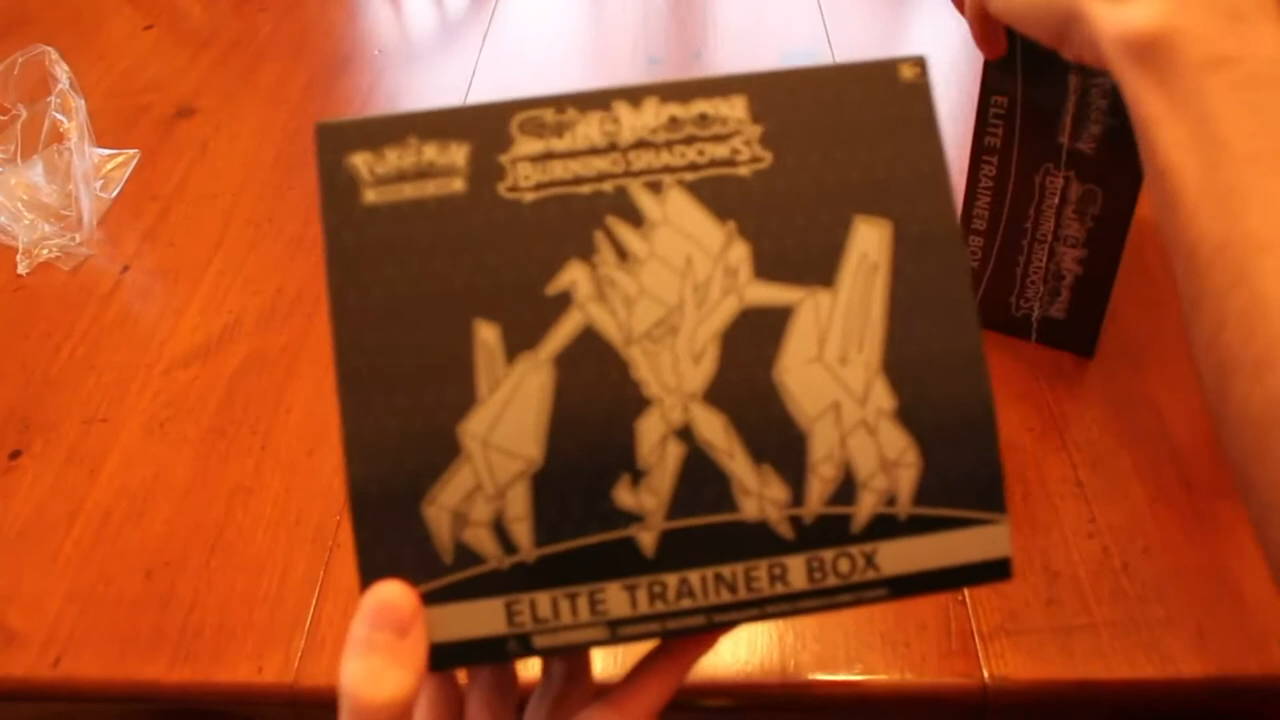 POKÉMON
SUN & MOON
BURNING SHADOWS
ELITE TRAINER BOX
POKÉMON
SUN & MOON
BURNING SHADOWS
ELITE TRAINER BOX